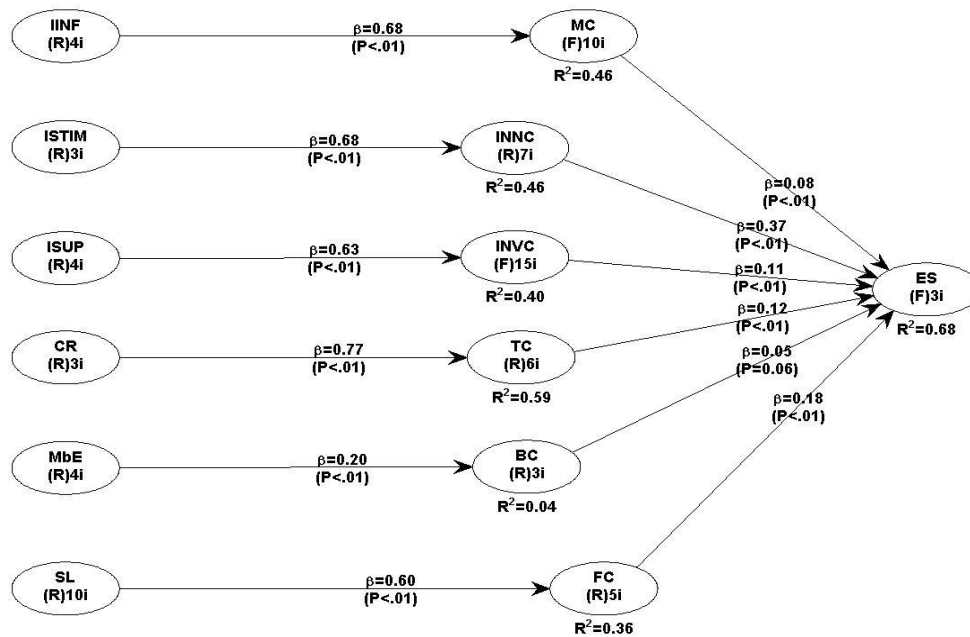 IINF
(R)4i
β=0.68
(P<.01)
MC
(F)10i
R²=0.46
ISTIM
(R)3i
β=0.68
(P<.01)
INNC
(R)7i
R²=0.46
β=0.08
(P<.01)
β=0.37
(P<.01)
ISUP
(R)4i
β=0.63
(P<.01)
INVC
(F)15i
R²=0.40
β=0.11
(P<.01)
ES
(F)3i
R²=0.68
CR
(R)3i
β=0.77
(P<.01)
TC
(R)6i
R²=0.59
β=0.12
(P<.01)
β=0.05
(P=0.06)
β=0.18
(P<.01)
MbE
(R)4i
β=0.20
(P<.01)
BC
(R)3i
R²=0.04
SL
(R)10i
β=0.60
(P<.01)
FC
(R)5i
R²=0.36